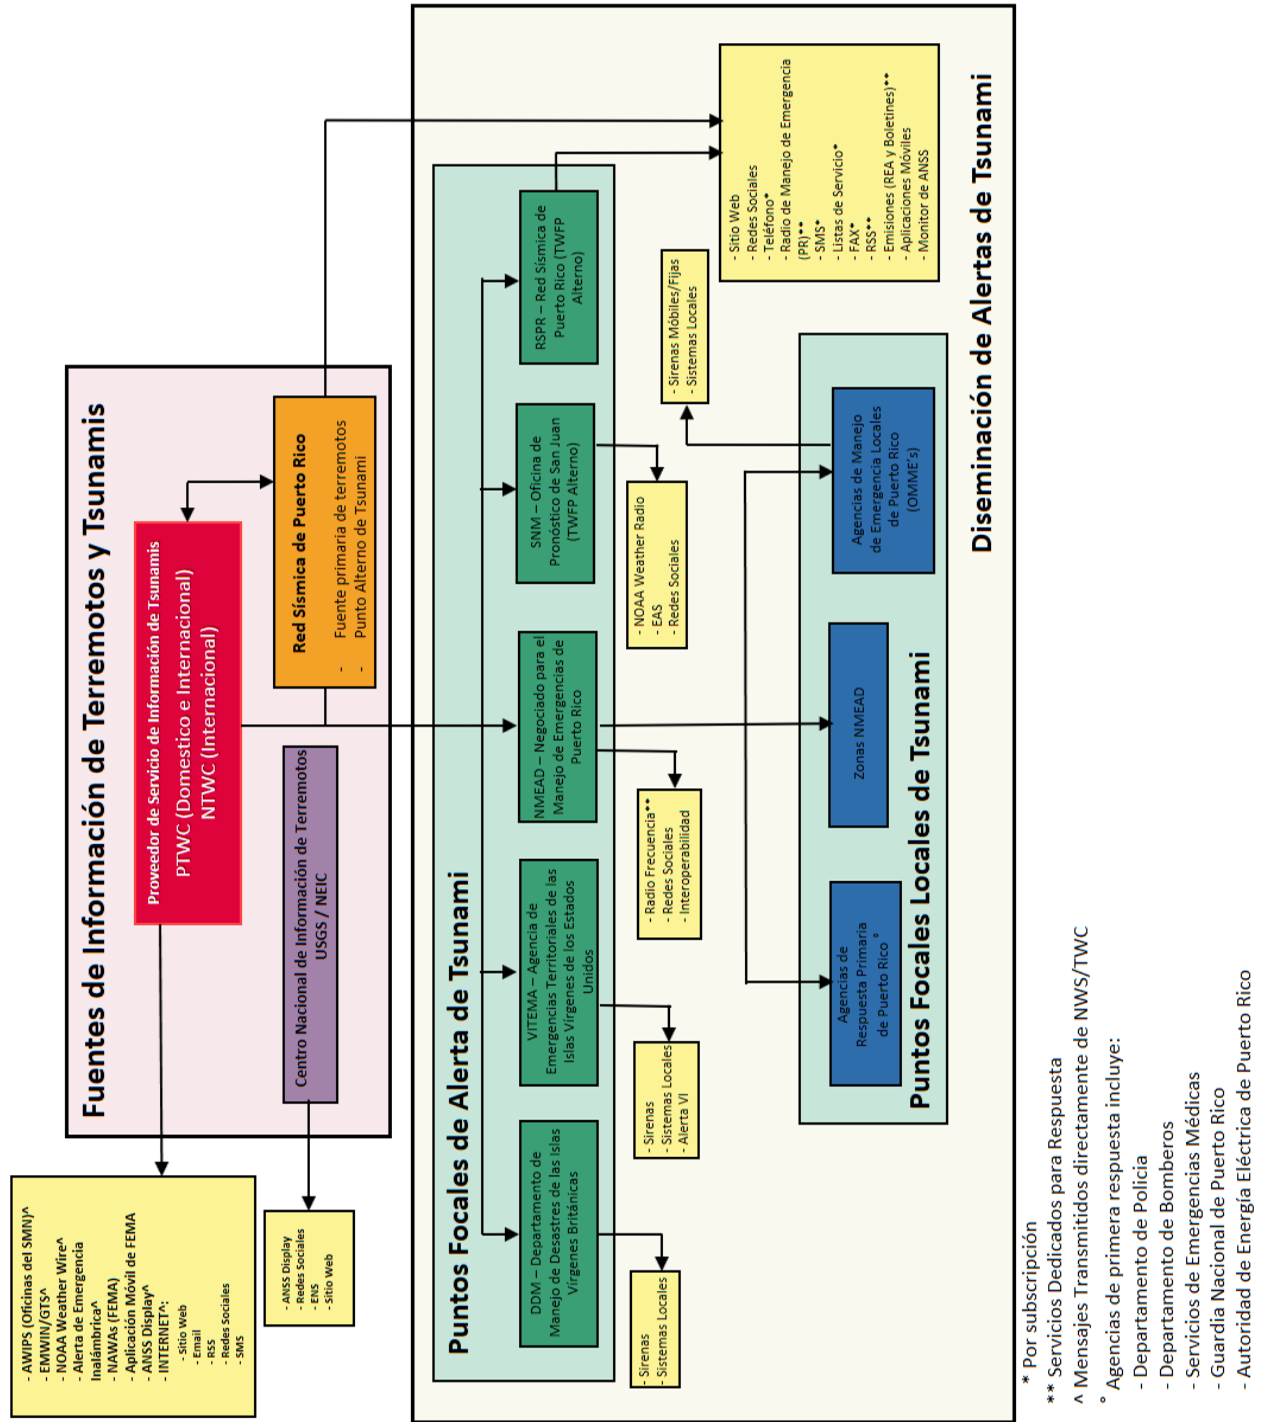 - AWIPS (Oficinas del SMN)^
- EMWIN/GTS^
- NOAA Weather Wire^
- Alerta de Emergencia
Inalámbrica^
- NAWAs (FEMA)
- Aplicación Móvil de FEMA
- ANSS Display^
- INTERNET^:
- Sitio Web
- Email
- RSS
- Redes Sociales
- SMS
- ANSS Display
- Redes Sociales
- ENS
- Sitio Web
Fuentes de Información de Terremotos y Tsunamis
Proveedor de Servicio de Información de Tsunamis
PTWC (Domestico e Internacional)
NTWC (Internacional)
Centro Nacional de Información de Terremotos
USGS / NEIC
Red Sísmica de Puerto Rico
- Fuente primaria de terremotos
- Punto Alterno de Tsunami
Puntos Focales de Alerta de Tsunami
DDM – Departamento de
Manejo de Desastres de las Islas
Vírgenes Británicas
VITEMA – Agencia de
Emergencias Territoriales de las
Islas Vírgenes de los Estados
Unidos
NMEAD – Negociado para el
Manejo de Emergencias de
Puerto Rico
SNM – Oficina de
Pronóstico de San Juan
(TWFP Alterno)
RSPR – Red Sísmica de
Puerto Rico (TWFP
Alterno)
- Sirenas
- Sistemas Locales
- Sirenas
- Sistemas Locales
- Alerta VI
- Radio Frecuencia**
- Redes Sociales
- Interoperabilidad
- NOAA Weather Radio
- EAS
- Redes Sociales
- Sirenas Móbiles/Fijas
- Sistemas Locales
- Sitio Web
- Redes Sociales
- Teléfono*
- Radio de Manejo de Emergencia
(PR)**
- SMS*
- Listas de Servicio*
- FAX*
- RSS**
- Emisiones (REA y Boletines)**
- Aplicaciones Móviles
- Monitor de ANSS
Agencias de
Respuesta Primaria
de Puerto Rico °
Zonas NMEAD
Agencias de Manejo
de Emergencia Locales
de Puerto Rico
(OMME's)
Puntos Focales Locales de Tsunami
Diseminación de Alertas de Tsunami
* Por subscripción
** Servicios Dedicados para Respuesta
^ Mensajes Transmitidos directamente de NWS/TWC
° Agencias de primera respuesta incluye:
- Departamento de Policia
- Departamento de Bomberos
- Servicios de Emergencias Médicas
- Guardia Nacional de Puerto Rico
- Autoridad de Energía Eléctrica de Puerto Rico